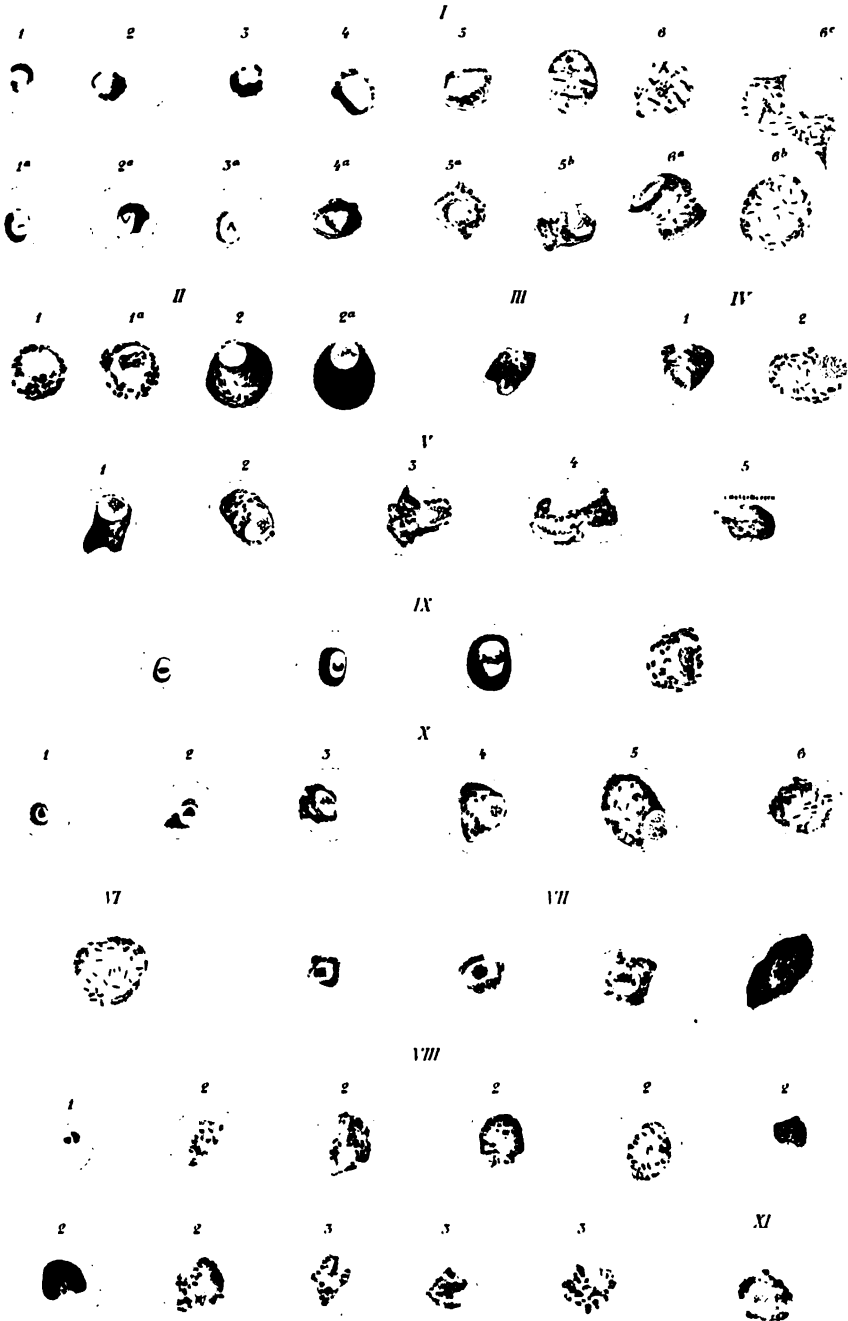 I
1 2 3 4 5 6 6ᶜ
1ᵃ 2ᵃ 3ᵃ 4ᵃ 5ᵃ 5ᵇ 6ᵃ 6ᵇ
II III IV
1 1ᵃ 2 2ᵃ 1 2
V
1 2 3 4 5
IX
X
1 2 3 4 5 6
VI VII
VIII
1 2 2 2 2 2
2 2 3 3 3 XI